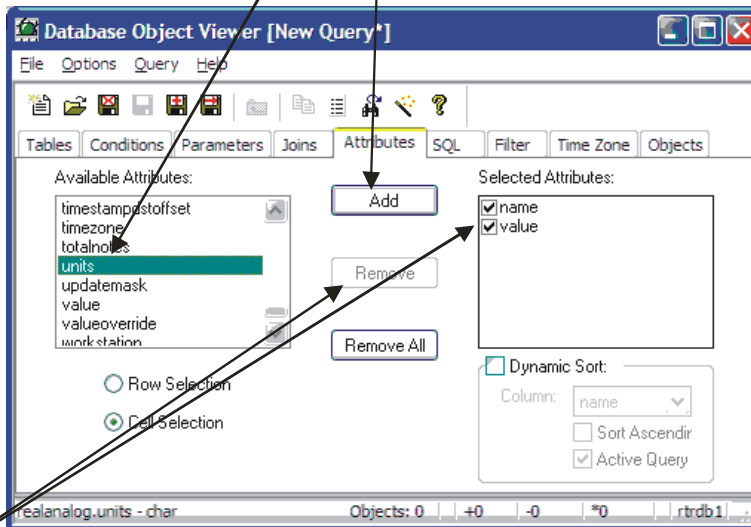 Database Object Viewer [New Query*]
File Options Query Help
Tables Conditions Parameters Joins Attributes SQL Filter Time Zone Objects
Available Attributes:
timestampdstoffset
timezone
totalnotes
units
updatemask
value
valueoverride
workstation
Row Selection
Cell Selection
Add
Remove
Remove All
Selected Attributes:
name
value
Dynamic Sort:
Column: name
Sort Ascendir
Active Query
realanalog.units - char Objects: 0 +0 -0 *0 rtrdb1